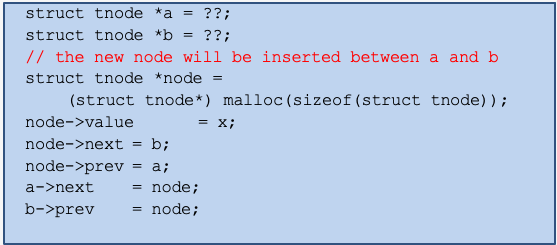 struct tnode *a = ??;
struct tnode *b = ??;
// the new node will be inserted between a and b
struct tnode *node =
    (struct tnode*) malloc(sizeof(struct tnode));
node->value     = x;
node->next = b;
node->prev = a;
a->next    = node;
b->prev    = node;